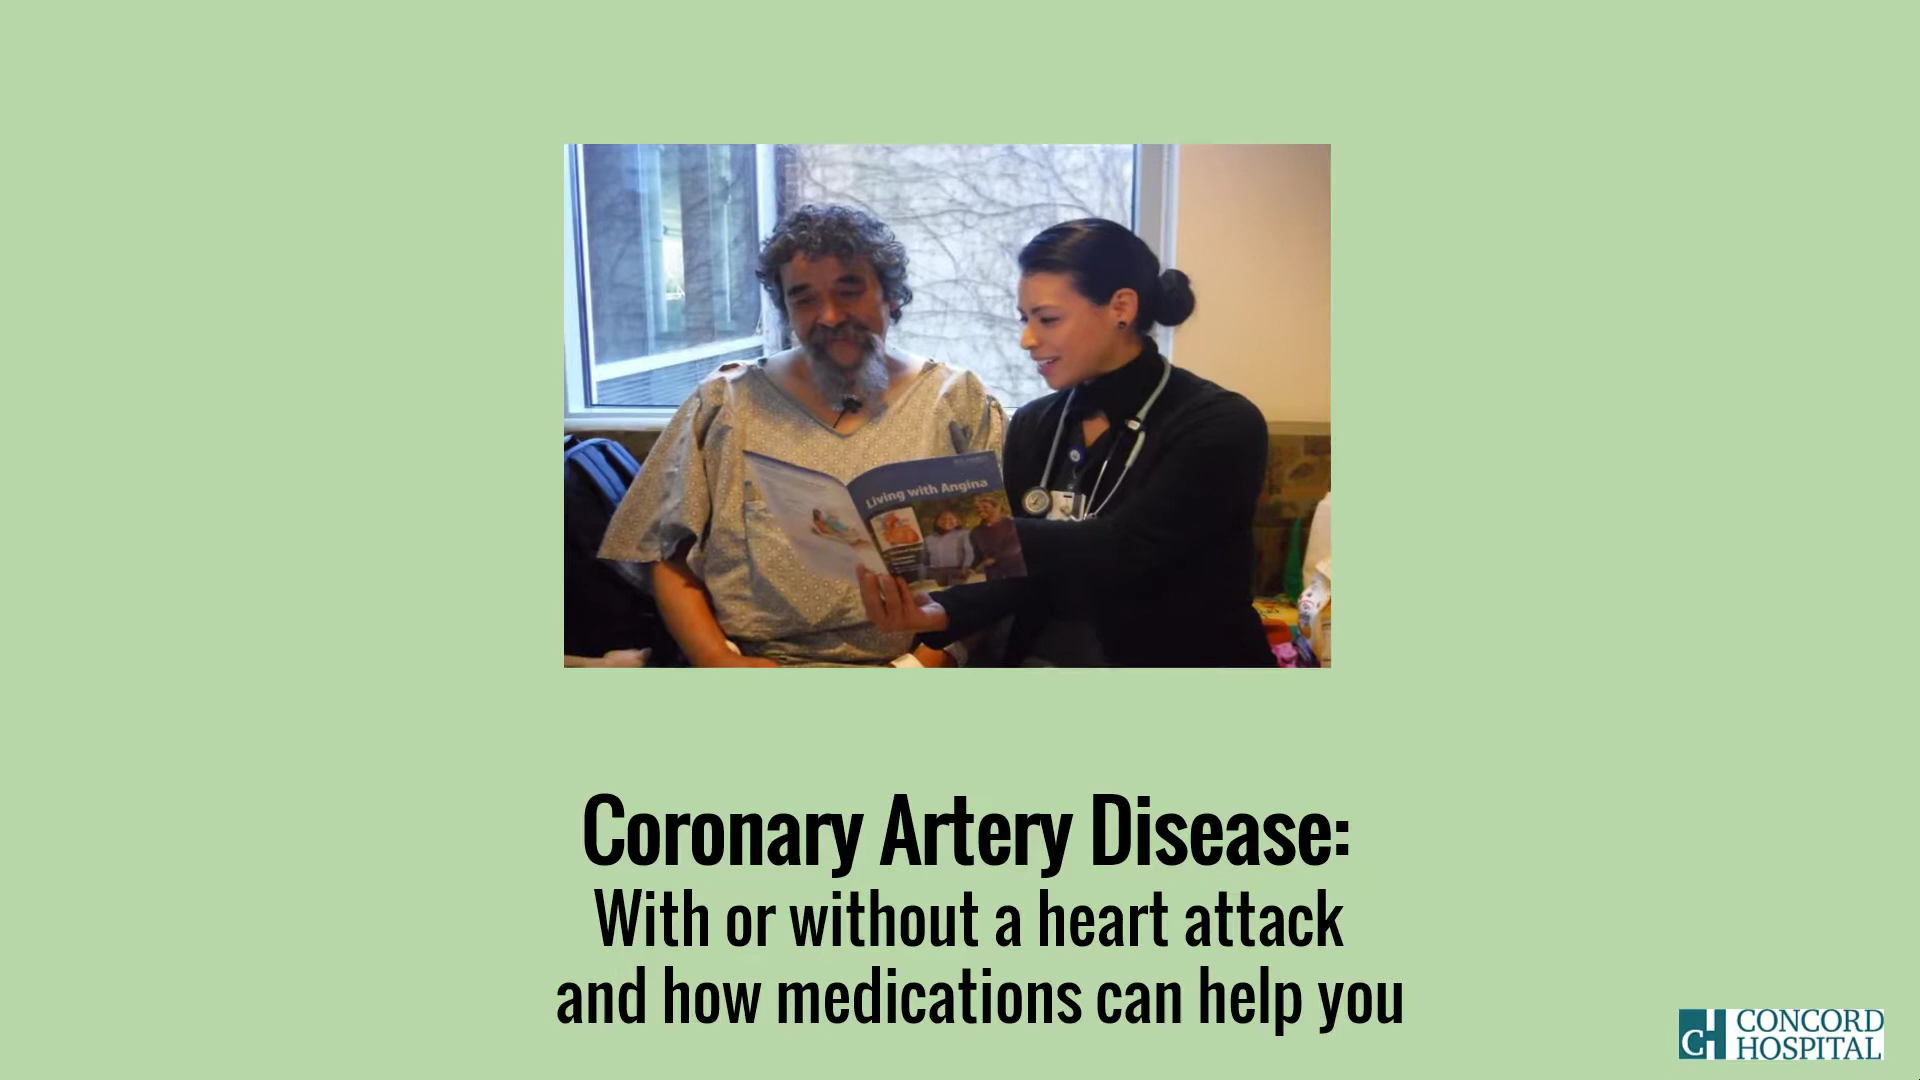 Living with Angina
Coronary Artery Disease:
With or without a heart attack
and how medications can help you
CH CONCORD
HOSPITAL